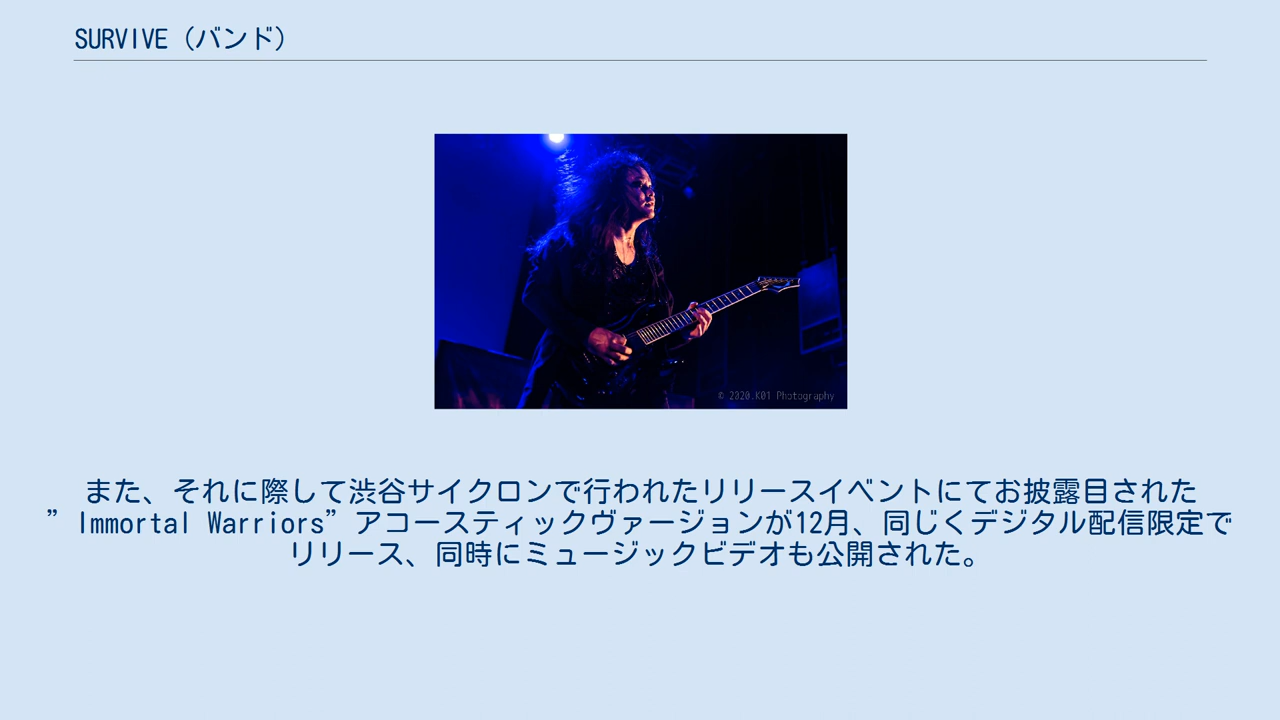 SURVIVE（バンド）
© 2020.K01 Photography
また、それに際して渋谷サイクロンで行われたリリースイベントにてお披露目された
”Immortal Warriors”アコースティックヴァージョンが12月、同じくデジタル配信限定で
リリース、同時にミュージックビデオも公開された。